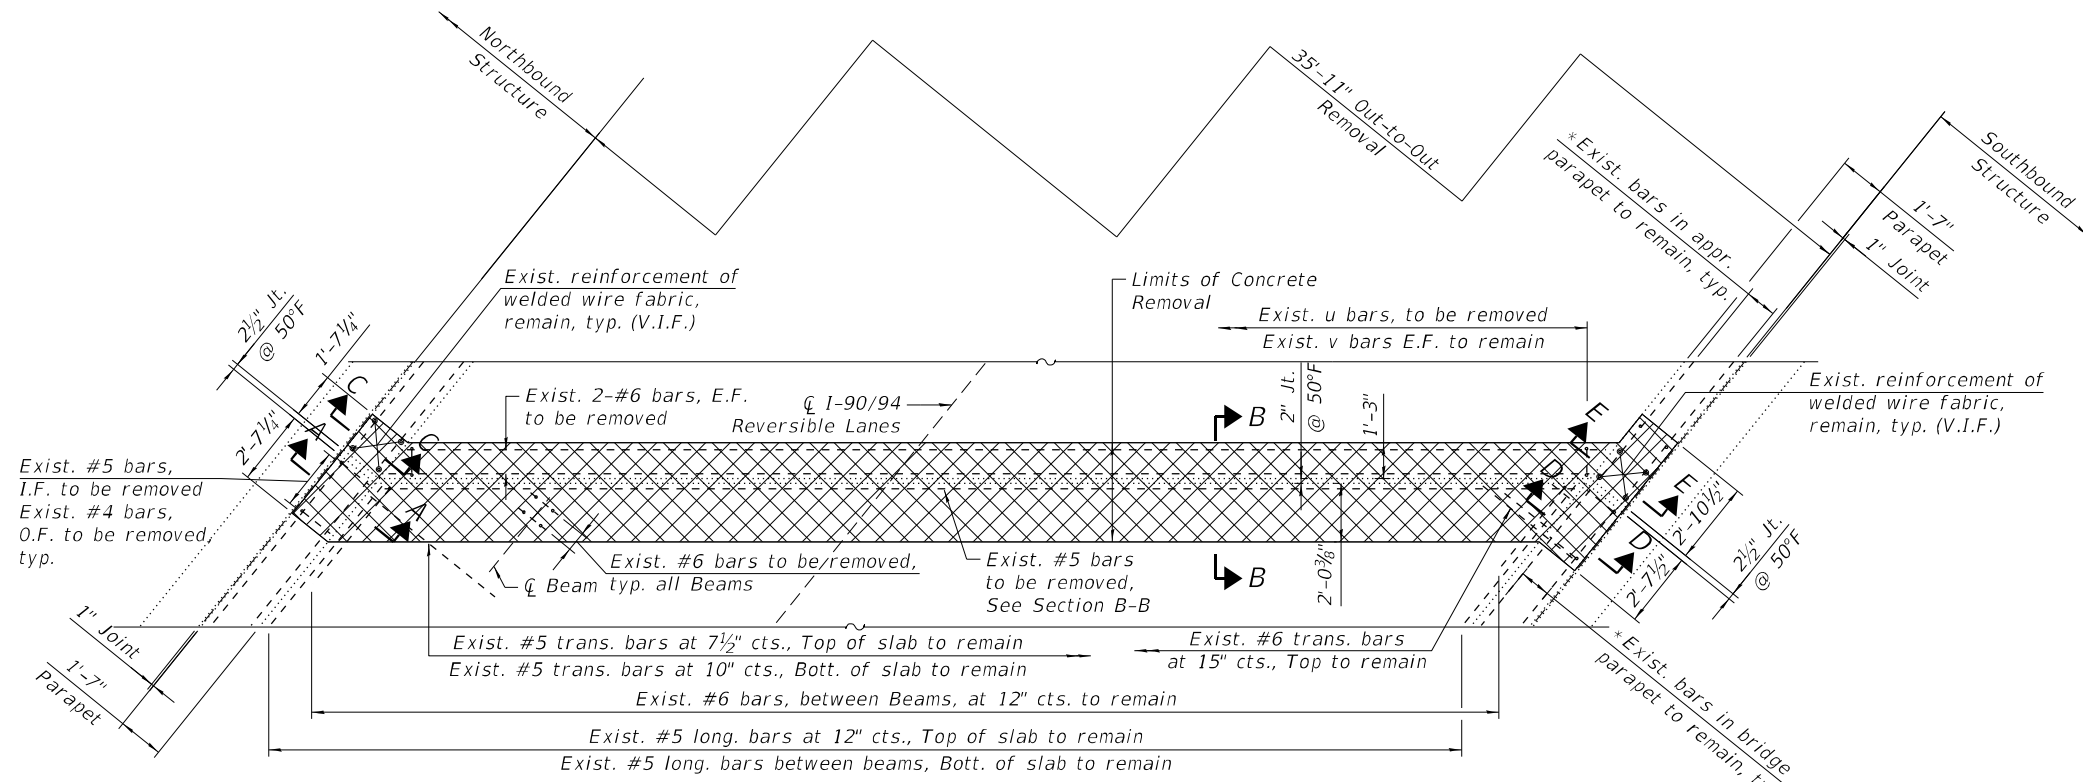 Northbound
Structure
35'-11" Out-to-Out
Removal
* Exist. bars in appr.
parapet to remain, typ.
Southbound
Structure
1'-7"
Parapet
1" Joint
Exist. reinforcement of
welded wire fabric,
remain, typ. (V.I.F.)
Limits of Concrete
Removal
Exist. u bars, to be removed
Exist. v bars E.F. to remain
2½" Jt.
@ 50°F
1'-7¼"
2'-7¼"
C
A
C
A
Exist. 2-#6 bars, E.F.
to be removed
℄ I-90/94
Reversible Lanes
2" Jt.
@ 50°F
1'-3"
B
E
D
E
D
Exist. reinforcement of
welded wire fabric,
remain, typ. (V.I.F.)
Exist. #5 bars,
I.F. to be removed
Exist. #4 bars,
O.F. to be removed,
typ.
2'-10½"
2'-7½"
2½" Jt.
@ 50°F
℄ Beam
Exist. #6 bars to be removed,
typ. all Beams
Exist. #5 bars
to be removed,
See Section B-B
B
2'-0⅜"
1" Joint
1'-7"
Parapet
Exist. #5 trans. bars at 7½" cts., Top of slab to remain
Exist. #5 trans. bars at 10" cts., Bott. of slab to remain
Exist. #6 trans. bars
at 15" cts., Top to remain
Exist. #6 bars, between Beams, at 12" cts. to remain
Exist. #5 long. bars at 12" cts., Top of slab to remain
Exist. #5 long. bars between beams, Bott. of slab to remain
* Exist. bars in bridge
parapet to remain,